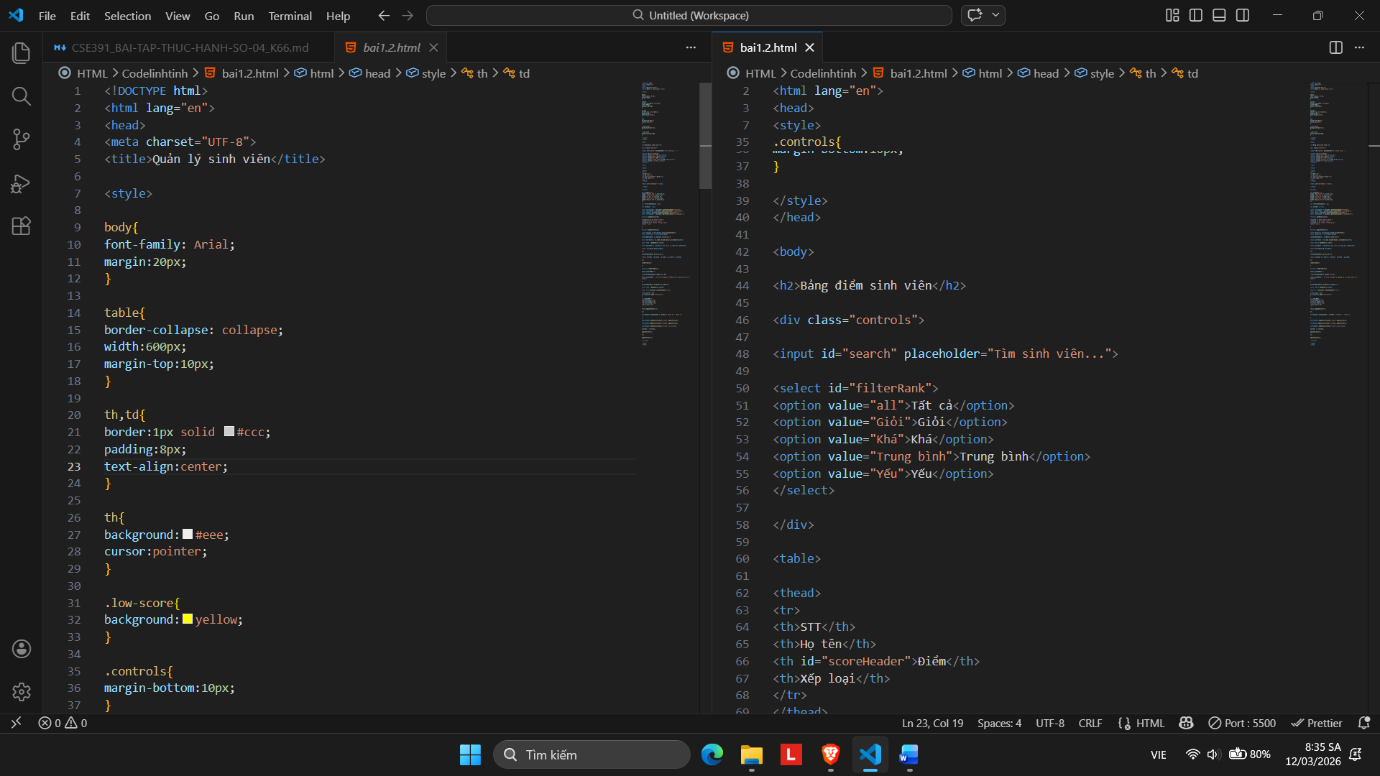 File Edit Selection View Go Run Terminal Help
Untitled (Workspace)
CSE391_BAI-TAP-THUC-HANH-SO-04_K66.md
bai1.2.html
HTML > Codelinhtinh > bai1.2.html > html > head > style > th > td
1 <!DOCTYPE html>
2 <html lang="en">
3 <head>
4 <meta charset="UTF-8">
5 <title>Quản lý sinh viên</title>
6
7 <style>
8
9 body{
10 font-family: Arial;
11 margin:20px;
12 }
13
14 table{
15 border-collapse: collapse;
16 width:600px;
17 margin-top:10px;
18 }
19
20 th,td{
21 border:1px solid #ccc;
22 padding:8px;
23 text-align:center;
24 }
25
26 th{
27 background:#eee;
28 cursor:pointer;
29 }
30
31 .low-score{
32 background:yellow;
33 }
34
35 .controls{
36 margin-bottom:10px;
37 }
bai1.2.html
HTML > Codelinhtinh > bai1.2.html > html > head > style > th > td
2 <html lang="en">
3 <head>
7 <style>
35 .controls{
36 margin-bottom:10px;
37 }
38
39 </style>
40 </head>
41
42 <body>
43
44 <h2>Bảng điểm sinh viên</h2>
45
46 <div class="controls">
47
48 <input id="search" placeholder="Tìm sinh viên...">
49
50 <select id="filterRank">
51 <option value="all">Tất cả</option>
52 <option value="Giỏi">Giỏi</option>
53 <option value="Khá">Khá</option>
54 <option value="Trung bình">Trung bình</option>
55 <option value="Yếu">Yếu</option>
56 </select>
57
58 </div>
59
60 <table>
61
62 <thead>
63 <tr>
64 <th>STT</th>
65 <th>Họ tên</th>
66 <th id="scoreHeader">Điểm</th>
67 <th>Xếp loại</th>
68 </tr>
69 </thead>
0 0
Ln 23, Col 19 Spaces: 4 UTF-8 CRLF {} HTML Port : 5500 Prettier
Tìm kiếm
L
W
VIE
80%
8:35 SA
12/03/2026